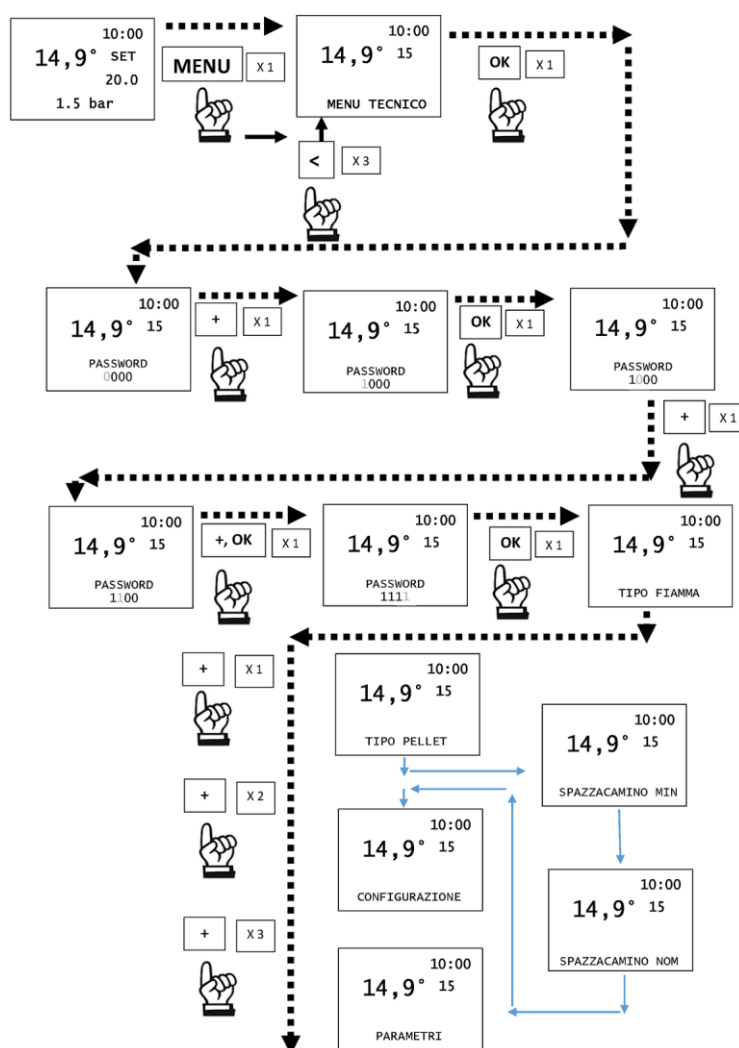 10:00
14,9° SET
20.0
1.5 bar
MENU X 1
10:00
14,9° 15
MENU TECNICO
OK X 1
< X 3
10:00
14,9° 15
PASSWORD
0000
+ X 1
10:00
14,9° 15
PASSWORD
1000
OK X 1
10:00
14,9° 15
PASSWORD
1000
+ X 1
10:00
14,9° 15
PASSWORD
1100
+, OK X 1
10:00
14,9° 15
PASSWORD
1111
OK X 1
10:00
14,9° 15
TIPO FIAMMA
+ X 1
10:00
14,9° 15
TIPO PELLET
10:00
14,9° 15
SPAZZACAMINO MIN
+ X 2
10:00
14,9° 15
CONFIGURAZIONE
10:00
14,9° 15
SPAZZACAMINO NOM
+ X 3
10:00
14,9° 15
PARAMETRI